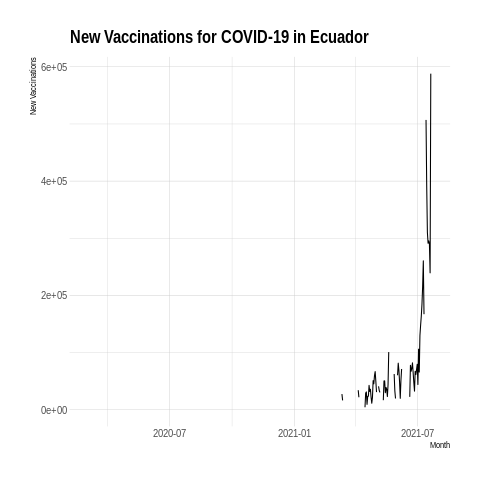 New Vaccinations for COVID-19 in Ecuador
New Vaccinations
6e+05
4e+05
2e+05
0e+00
2020-07
2021-01
2021-07
Month